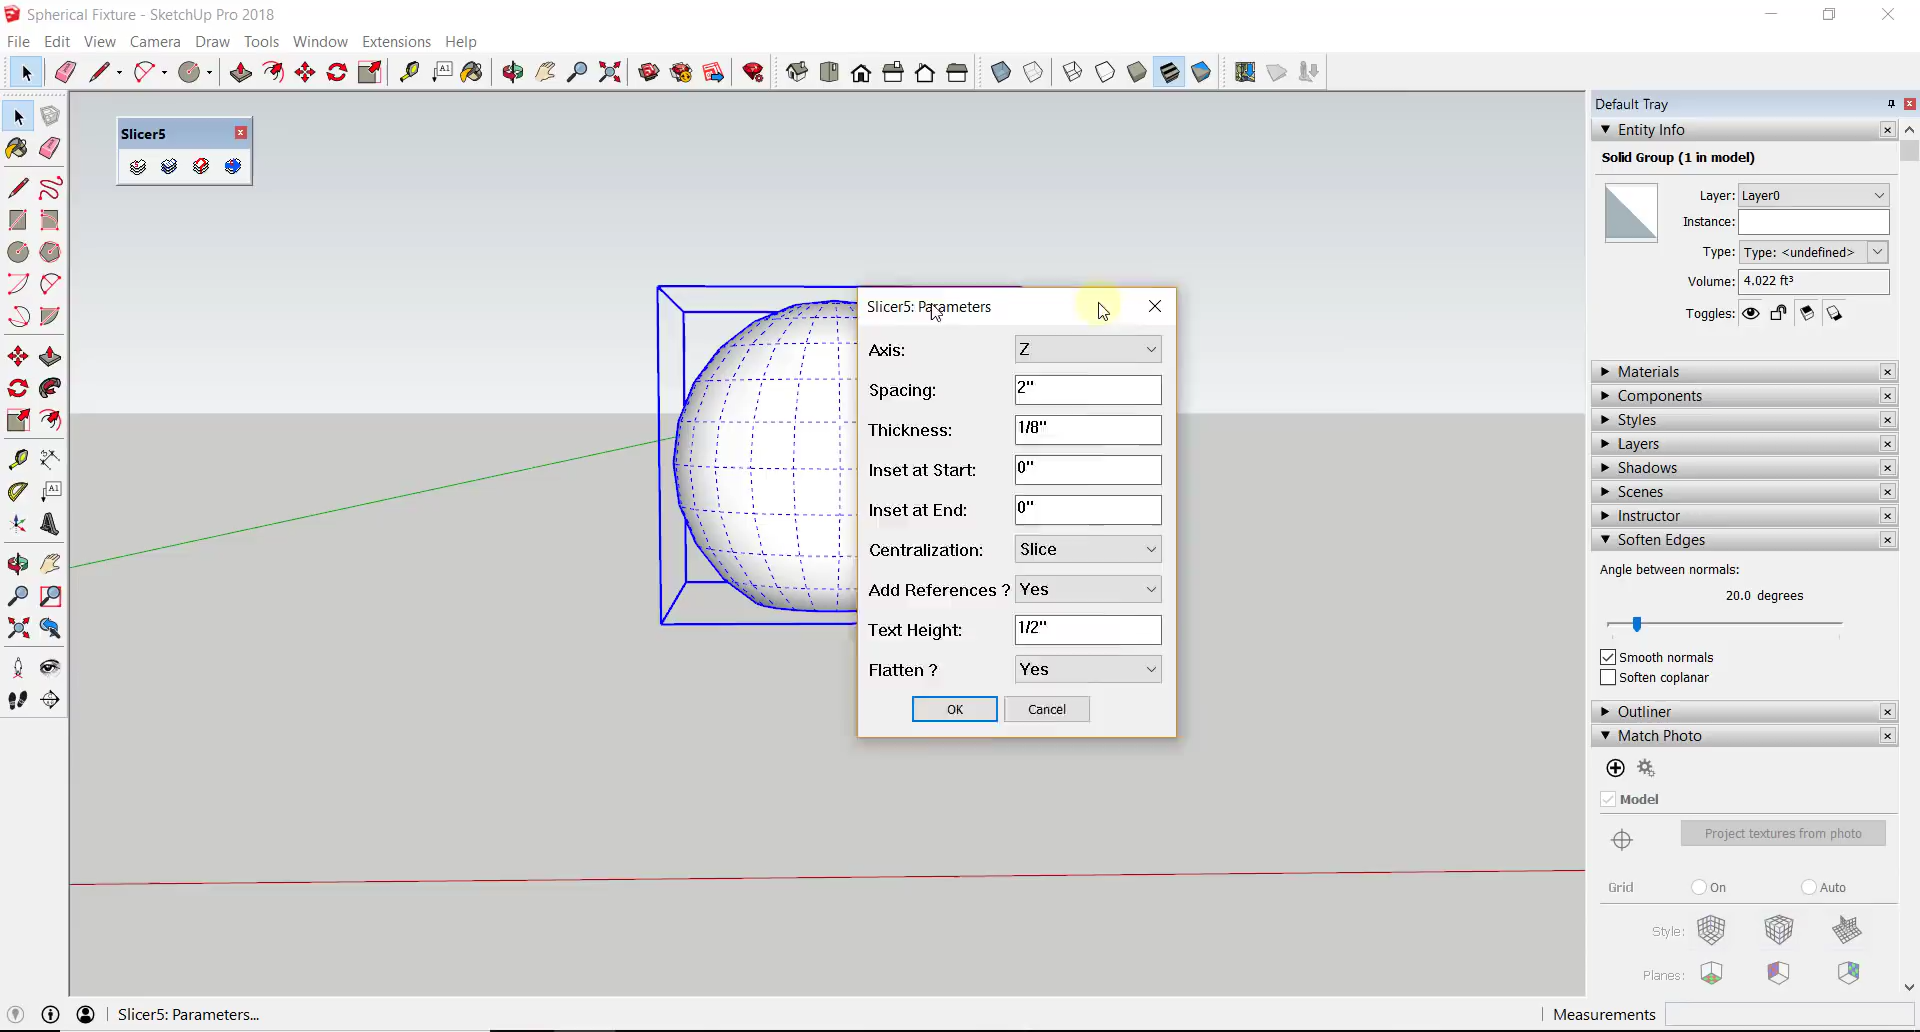 Spherical Fixture - SketchUp Pro 2018
File Edit View Camera Draw Tools Window Extensions Help
A1
Slicer5
A1
Slicer5: Parameters
Axis: Z
Spacing: 2"
Thickness: 1/8"
Inset at Start: 0"
Inset at End: 0"
Centralization: Slice
Add References ? Yes
Text Height: 1/2"
Flatten ? Yes
OK Cancel
Default Tray
Entity Info
Solid Group (1 in model)
Layer: Layer0
Instance:
Type: Type: <undefined>
Volume: 4.022 ft³
Toggles:
Materials
Components
Styles
Layers
Shadows
Scenes
Instructor
Soften Edges
Angle between normals:
20.0 degrees
Smooth normals
Soften coplanar
Outliner
Match Photo
Model
Project textures from photo
Grid On Auto
Style:
Planes:
Slicer5: Parameters...
Measurements